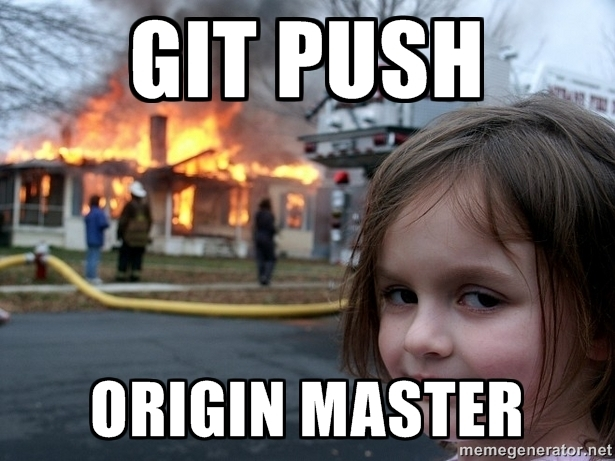 GIT PUSH
ORIGIN MASTER
memegenerator.net